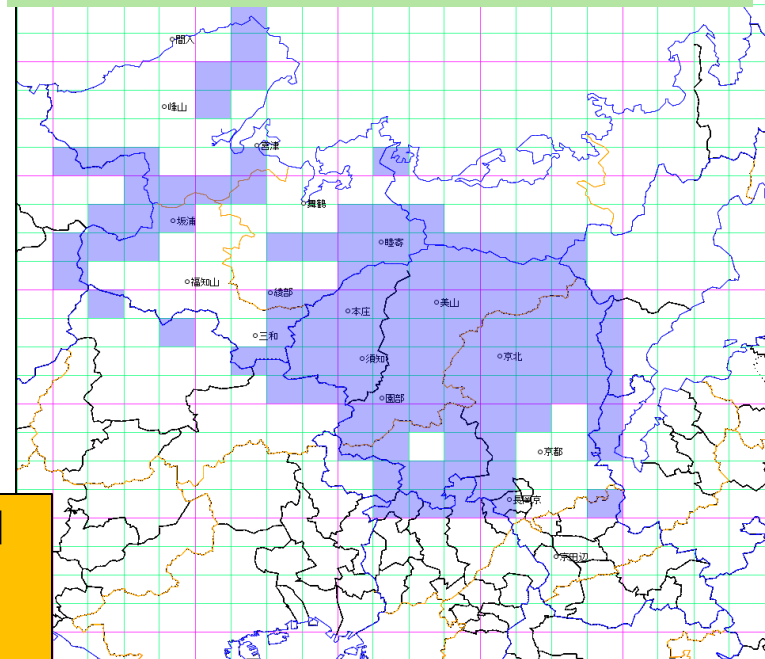 間人
峰山
宮津
舞鶴
坂浦
睦寄
福知山
綾部
美山
本庄
三和
須知
京北
園部
京都
長岡京
京田辺